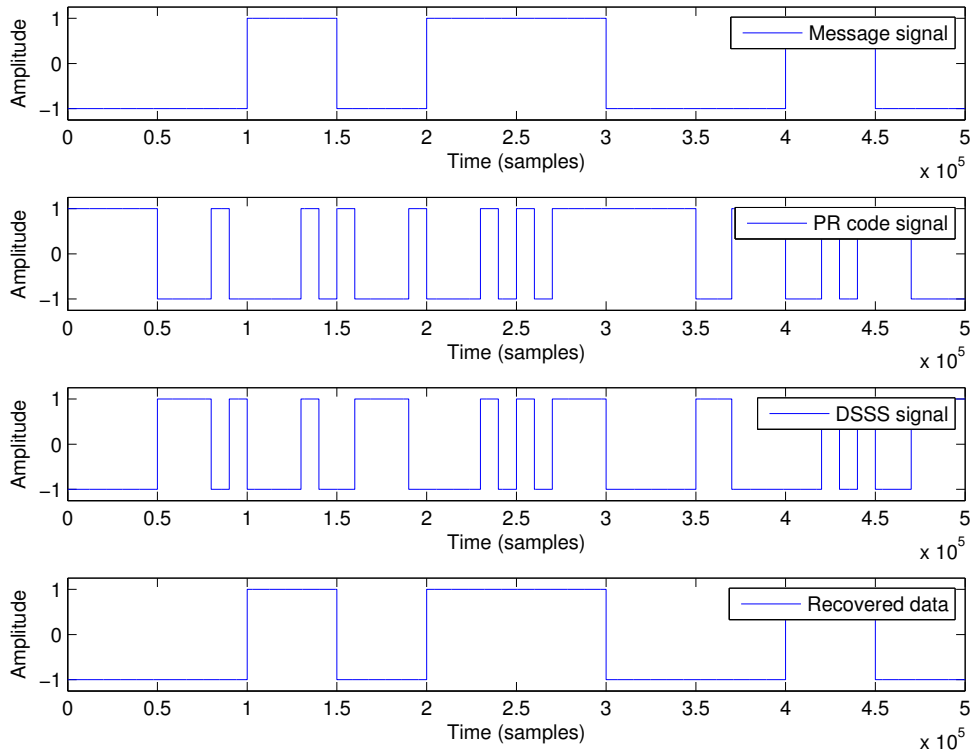 Amplitude
1
0
−1
Message signal
0 0.5 1 1.5 2 2.5 3 3.5 4 4.5 5
Time (samples)
x 10^5
Amplitude
1
0
−1
PR code signal
0 0.5 1 1.5 2 2.5 3 3.5 4 4.5 5
Time (samples)
x 10^5
Amplitude
1
0
−1
DSSS signal
0 0.5 1 1.5 2 2.5 3 3.5 4 4.5 5
Time (samples)
x 10^5
Amplitude
1
0
−1
Recovered data
0 0.5 1 1.5 2 2.5 3 3.5 4 4.5 5
Time (samples)
x 10^5